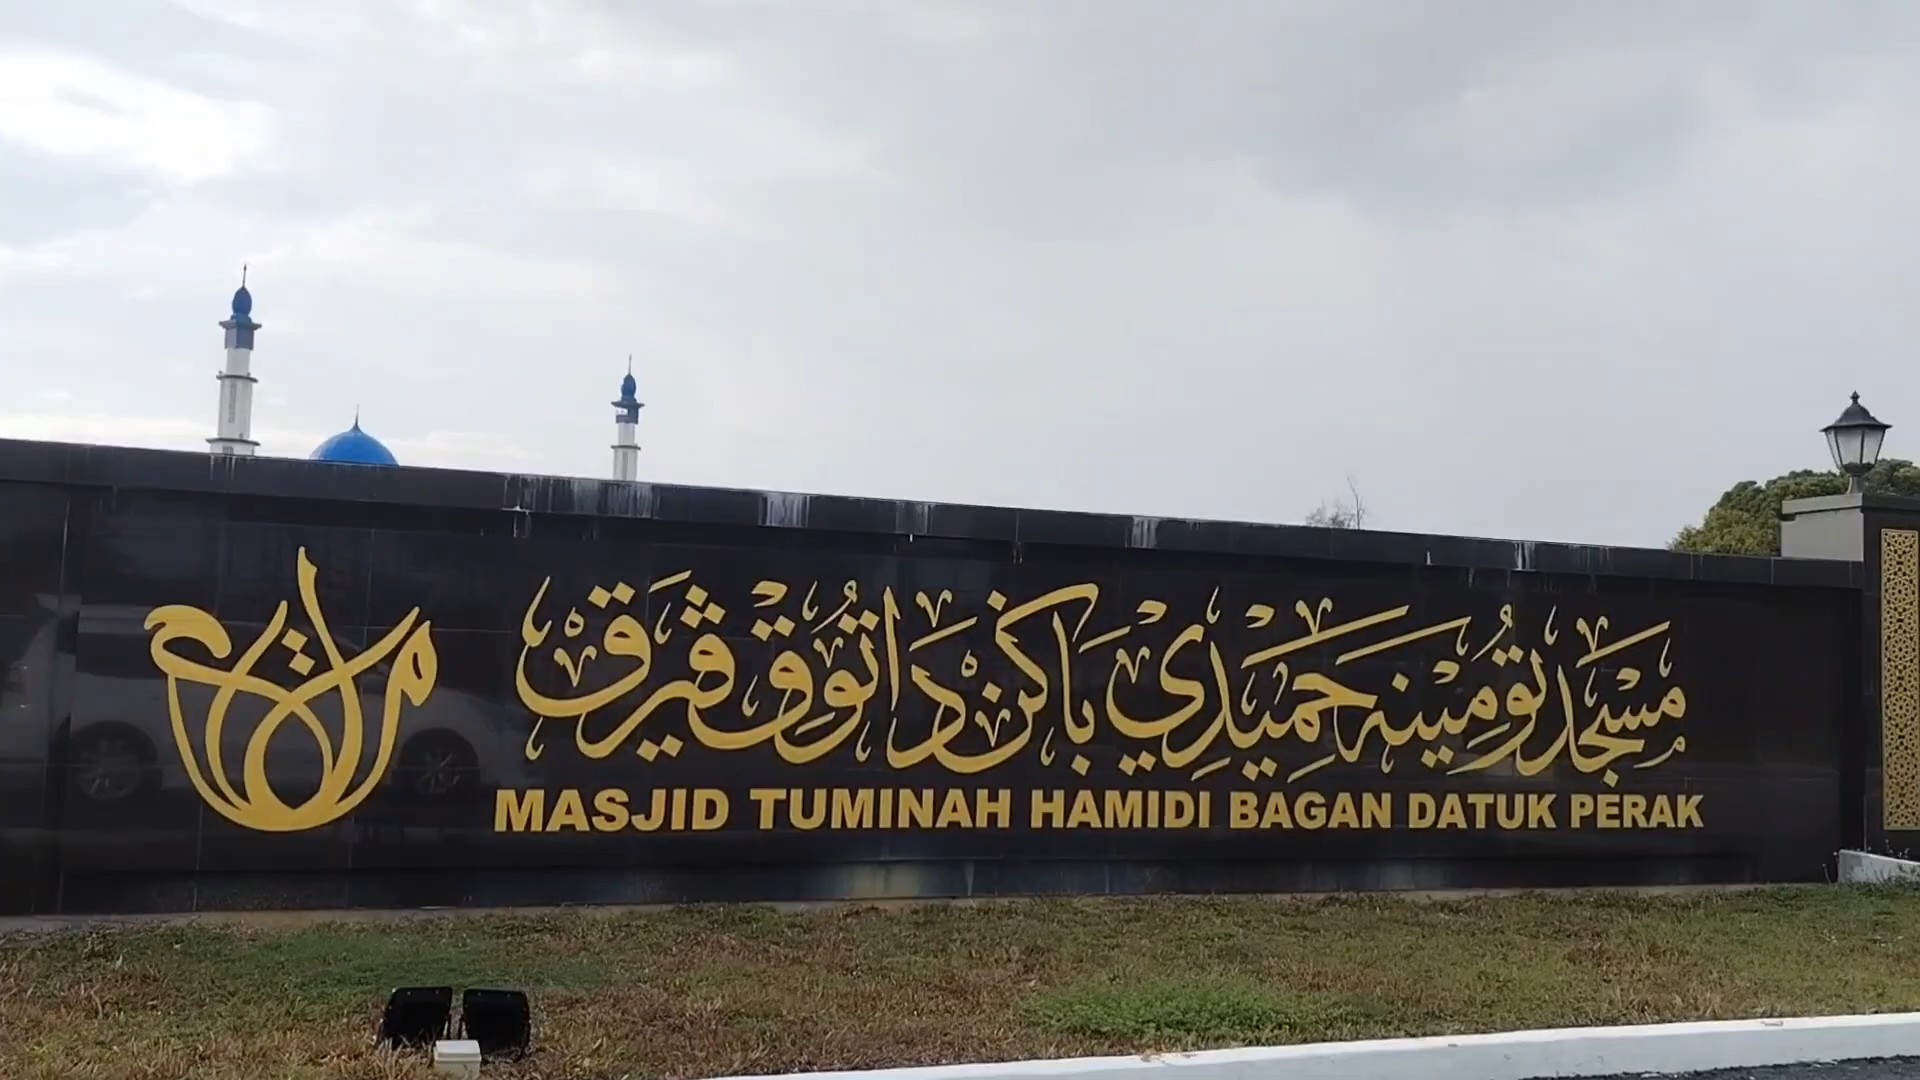 مسجد تومينه حميدي باݢن داتوق ڤيرق
MASJID TUMINAH HAMIDI BAGAN DATUK PERAK